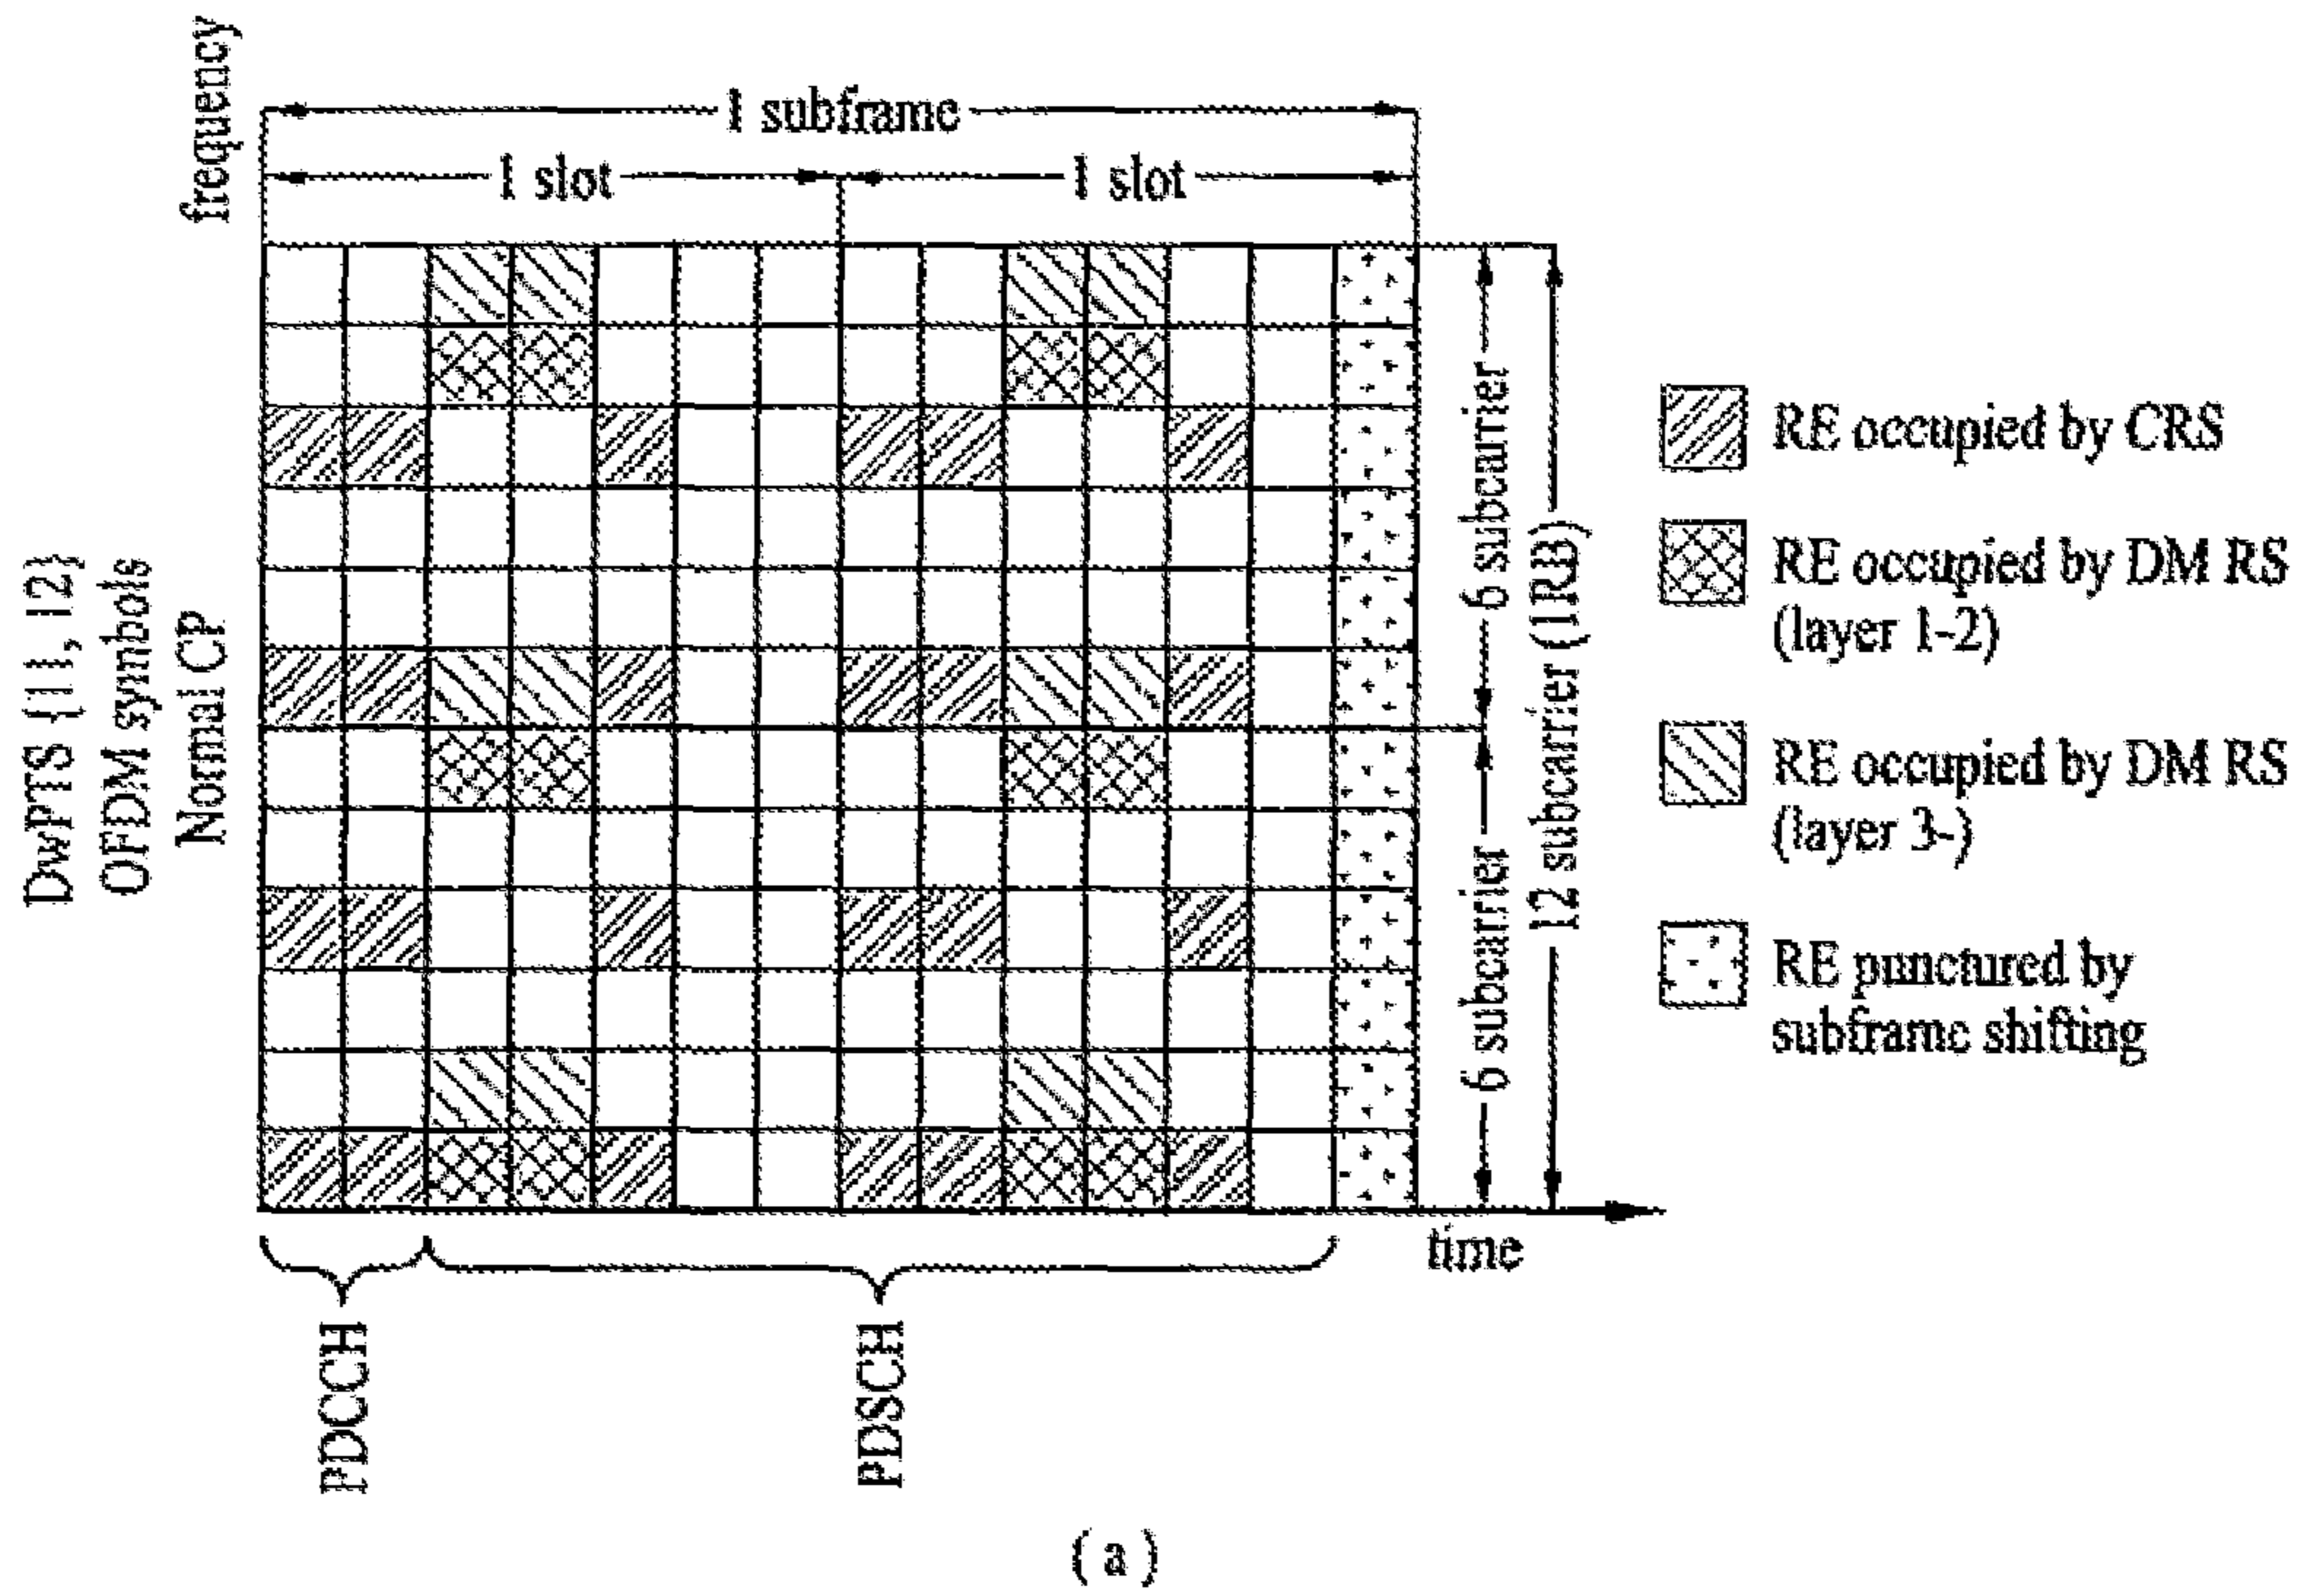 frequency
1 subframe
1 slot
1 slot
DwPTS {11, 12}
OFDM symbols
Normal CP
6 subcarrier
6 subcarrier
12 subcarrier (1RB)
RE occupied by CRS
RE occupied by DM RS
(layer 1-2)
RE occupied by DM RS
(layer 3-)
RE punctured by
subframe shifting
time
PDCCH
PDSCH
(a)